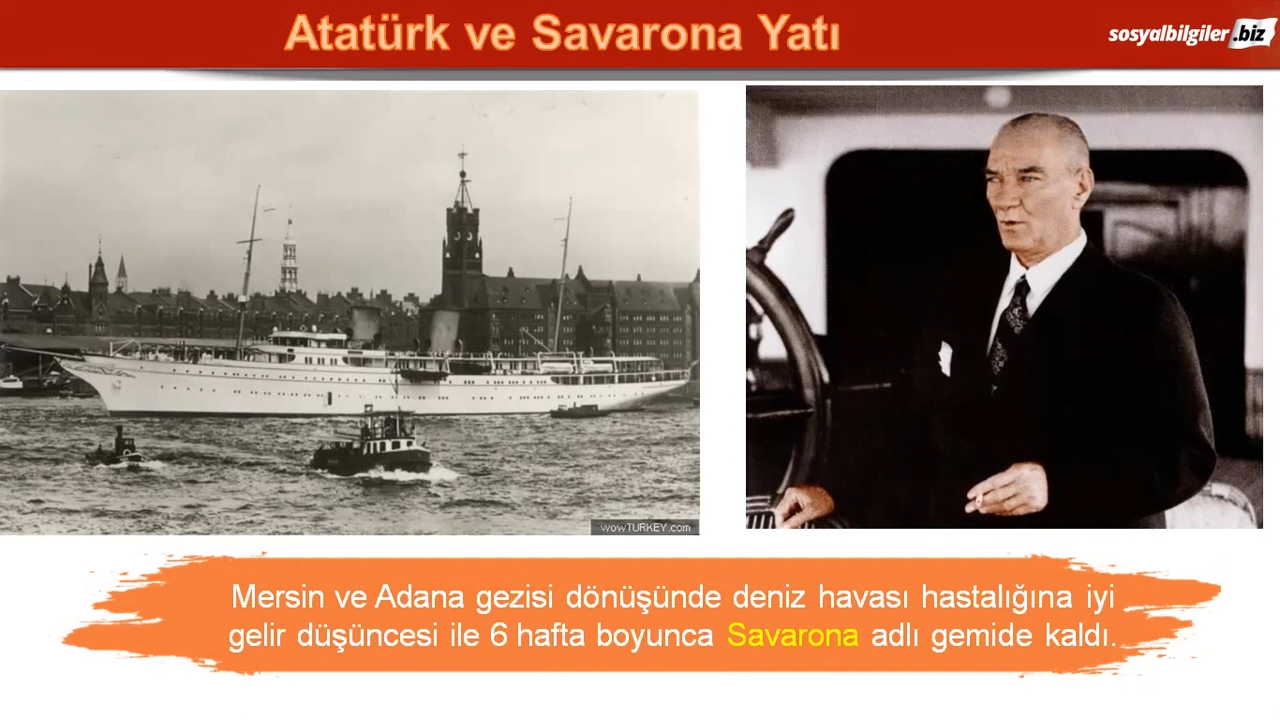 Atatürk ve Savarona Yatı
sosyalbilgiler.biz
wowTURKEY.com
Mersin ve Adana gezisi dönüşünde deniz havası hastalığına iyi
gelir düşüncesi ile 6 hafta boyunca Savarona adlı gemide kaldı.